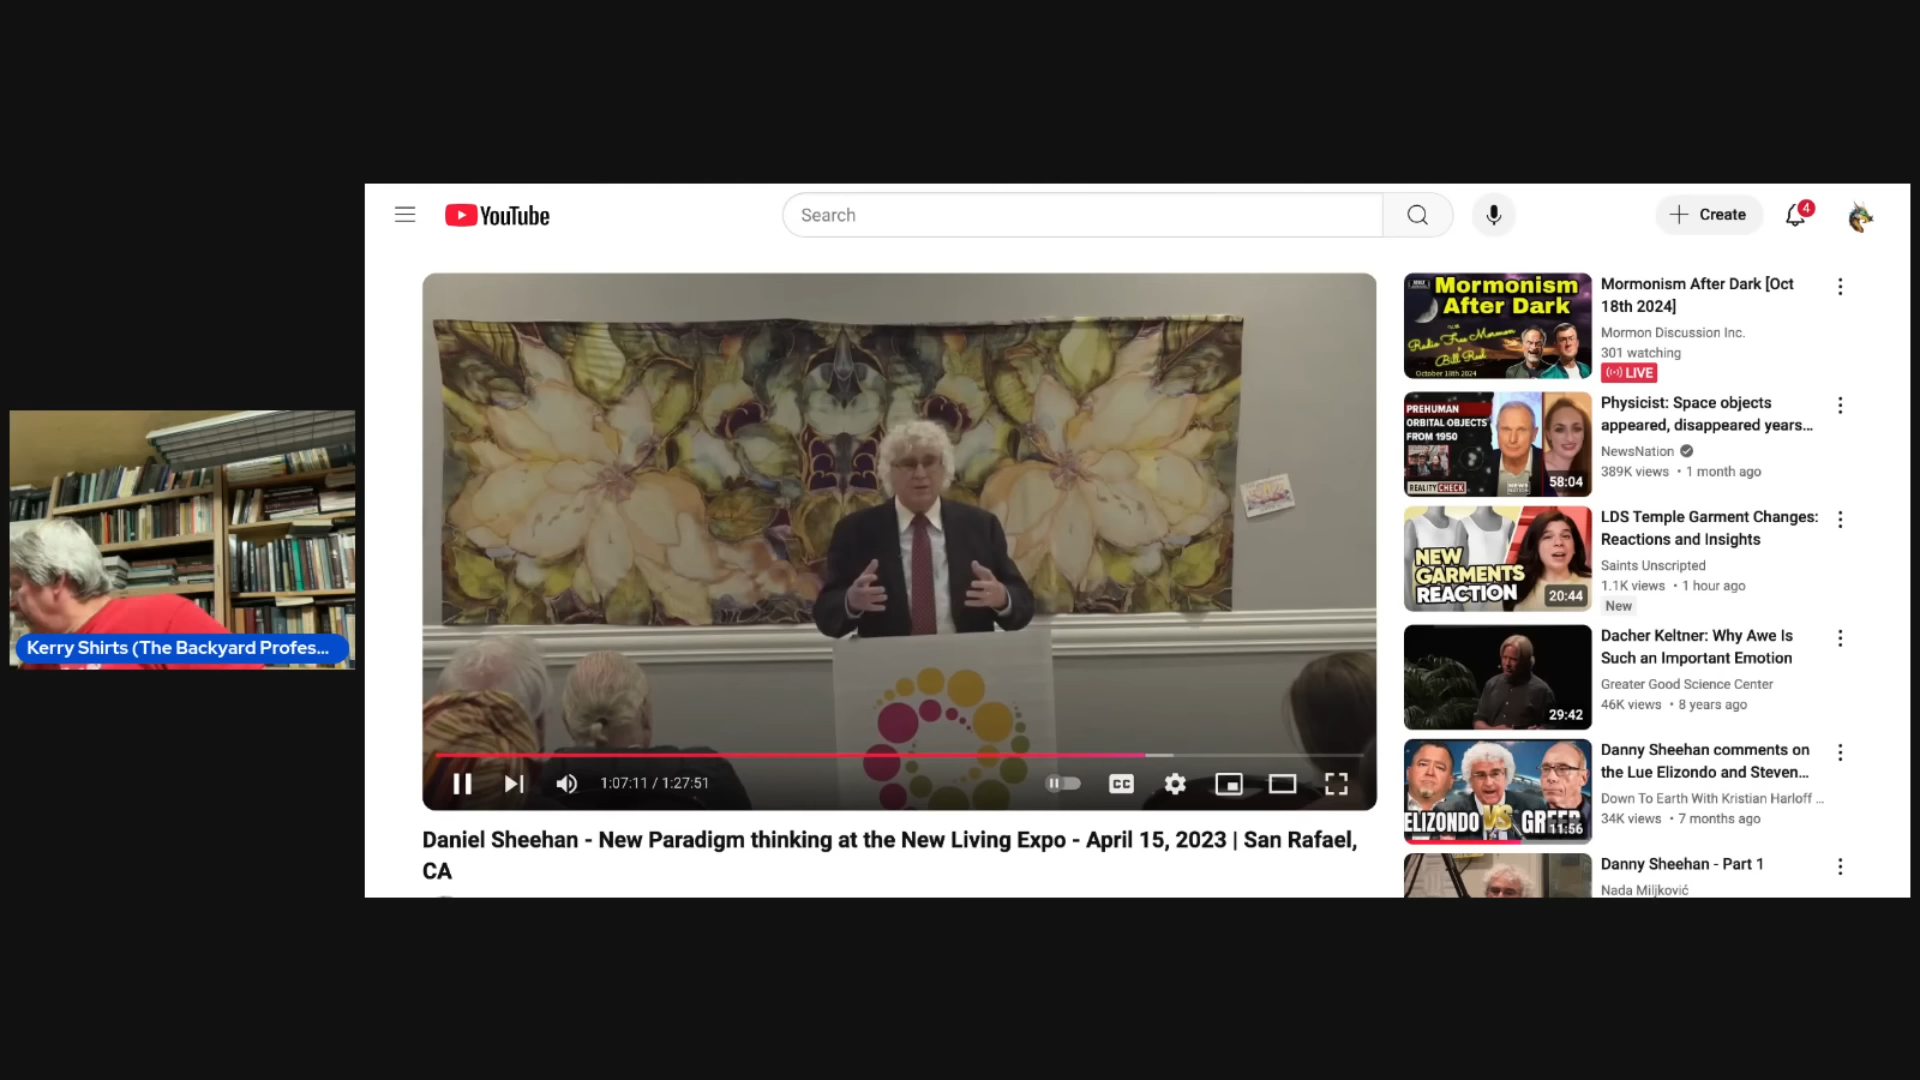 YouTube
Search
Create
4
Kerry Shirts (The Backyard Profes...
1:07:11 / 1:27:51
CC
Daniel Sheehan - New Paradigm thinking at the New Living Expo - April 15, 2023 | San Rafael,
CA
Mormonism
After Dark
Radio Free Mormon
Bill Reel
October 18th 2024
Mormonism After Dark [Oct
18th 2024]
Mormon Discussion Inc.
301 watching
LIVE
PREHUMAN
ORBITAL OBJECTS
FROM 1950
REALITY CHECK
58:04
Physicist: Space objects
appeared, disappeared years...
NewsNation
389K views • 1 month ago
NEW
GARMENTS
REACTION
20:44
LDS Temple Garment Changes:
Reactions and Insights
Saints Unscripted
1.1K views • 1 hour ago
New
29:42
Dacher Keltner: Why Awe Is
Such an Important Emotion
Greater Good Science Center
46K views • 8 years ago
ELIZONDO VS GREER
11:56
Danny Sheehan comments on
the Lue Elizondo and Steven...
Down To Earth With Kristian Harloff ...
34K views • 7 months ago
Danny Sheehan - Part 1
Nada Miljković